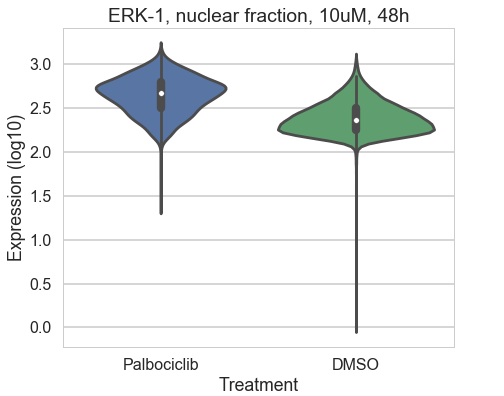 ERK-1, nuclear fraction, 10uM, 48h
Expression (log10)
3.0
2.5
2.0
1.5
1.0
0.5
0.0
Palbociclib
DMSO
Treatment